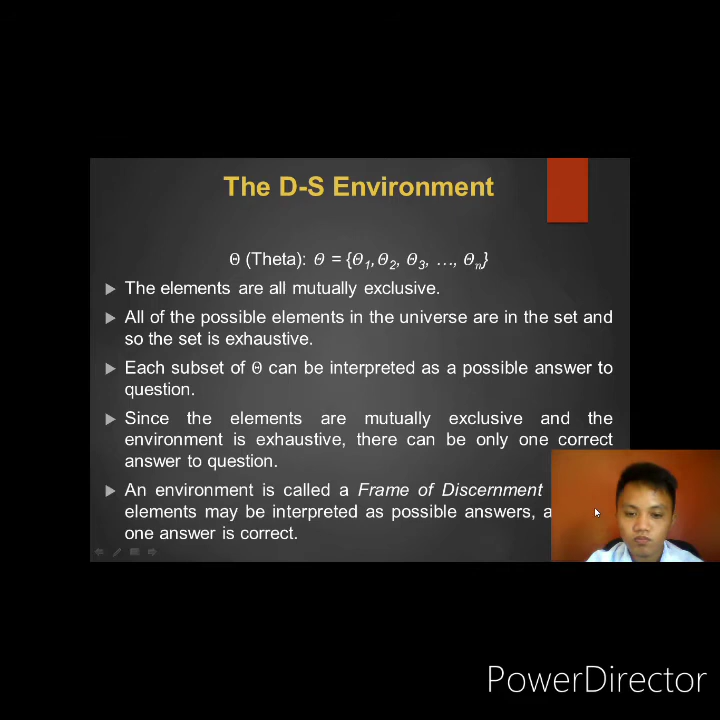 The D-S Environment
Θ (Theta): Θ = {Θ1, Θ2, Θ3, …, Θn}
The elements are all mutually exclusive.
All of the possible elements in the universe are in the set and
so the set is exhaustive.
Each subset of Θ can be interpreted as a possible answer to
question.
Since the elements are mutually exclusive and the
environment is exhaustive, there can be only one correct
answer to question.
An environment is called a Frame of Discernment
elements may be interpreted as possible answers,
one answer is correct.
PowerDirector